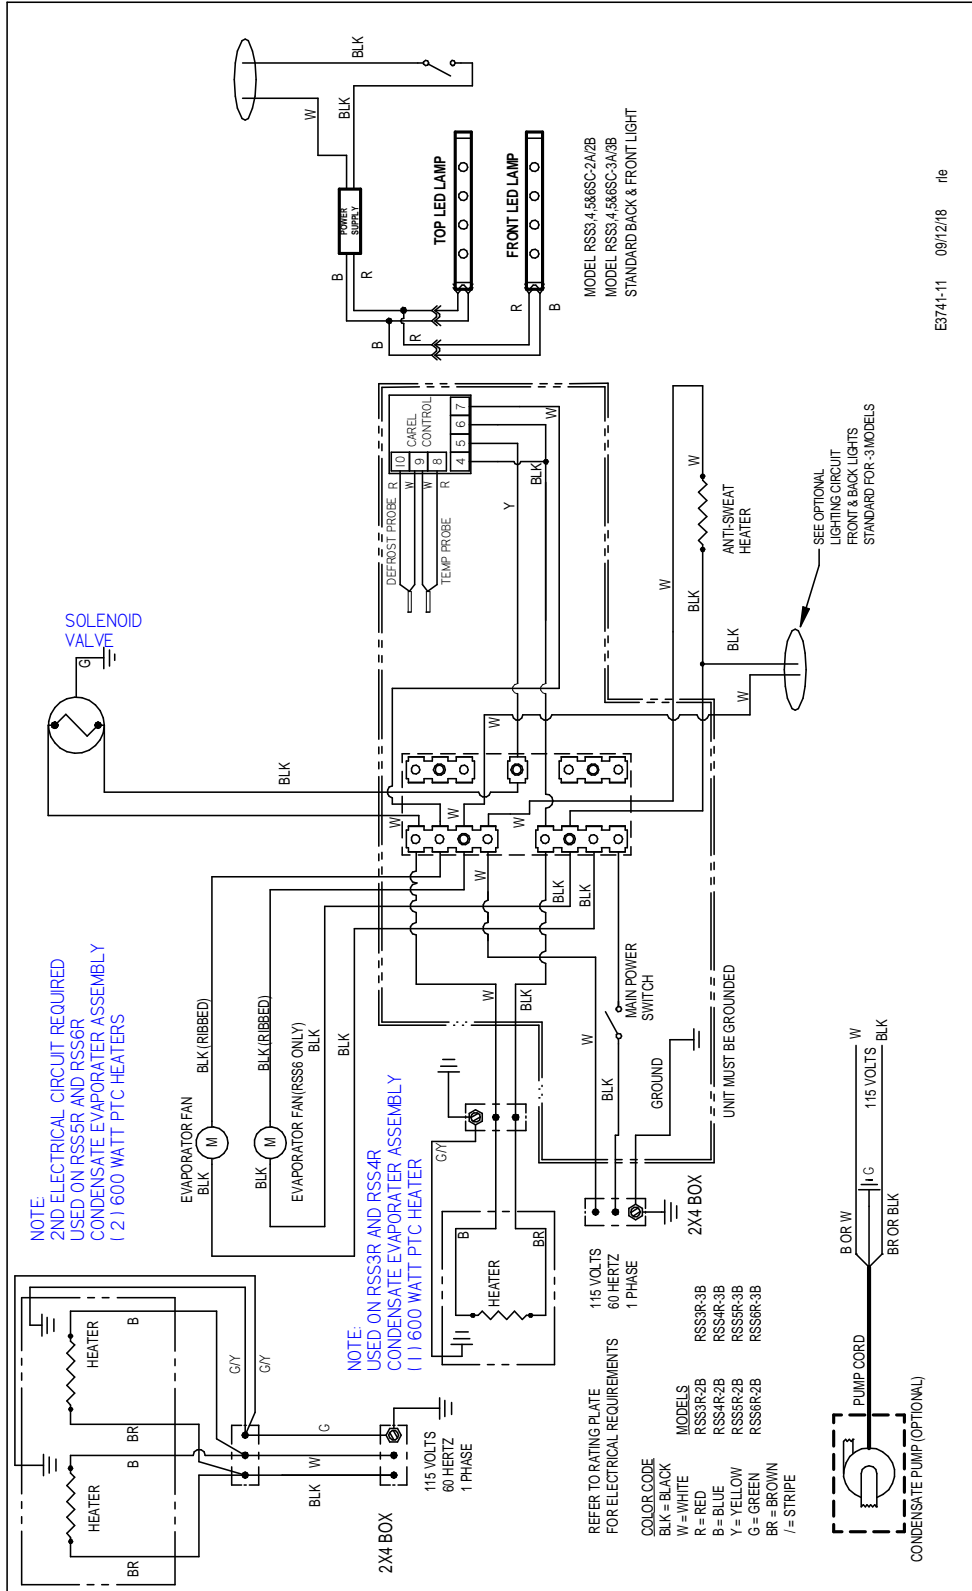 NOTE:
2ND ELECTRICAL CIRCUIT REQUIRED
USED ON RSS5R AND RSS6R
CONDENSATE EVAPORATER ASSEMBLY
(2) 600 WATT PTC HEATERS
SOLENOID
VALVE
G
BLK
BLK
W
BLK
POWER
SUPPLY
B
R
TOP LED LAMP
FRONT LED LAMP
B
R
R
B
MODEL RSS3,4,5&6SC-2A/2B
MODEL RSS3,4,5&6SC-3A/3B
STANDARD BACK & FRONT LIGHT
EVAPORATOR FAN
BLK
M
BLK (RIBBED)
BLK
M
BLK (RIBBED)
EVAPORATOR FAN(RSS6 ONLY)
BLK
BLK
DEFROST PROBE
R
W
W
R
TEMP PROBE
10
9
8
CAREL
CONTROL
4
5
6
7
Y
BLK
W
W
W
W
W
W
BLK
BLK
W
BLK
HEATER
B
BR
HEATER
B
BR
G/Y
G/Y
G
W
BLK
115 VOLTS
60 HERTZ
1 PHASE
2X4 BOX
NOTE:
USED ON RSS3R AND RSS4R
CONDENSATE EVAPORATER ASSEMBLY
(1) 600 WATT PTC HEATER
G/Y
HEATER
B
BR
115 VOLTS
60 HERTZ
1 PHASE
2X4 BOX
W
BLK
MAIN POWER
SWITCH
GROUND
UNIT MUST BE GROUNDED
W
BLK
W
ANTI-SWEAT
HEATER
W
BLK
SEE OPTIONAL
LIGHTING CIRCUIT
FRONT & BACK LIGHTS
STANDARD FOR -3 MODELS
REFER TO RATING PLATE
FOR ELECTRICAL REQUIREMENTS
COLOR CODE
BLK = BLACK
W = WHITE
R = RED
B = BLUE
Y = YELLOW
G = GREEN
BR = BROWN
/ = STRIPE
MODELS
RSS3R-2B RSS3R-3B
RSS4R-2B RSS4R-3B
RSS5R-2B RSS5R-3B
RSS6R-2B RSS6R-3B
CONDENSATE PUMP (OPTIONAL)
PUMP CORD
B OR W
W
G
115 VOLTS
BR OR BLK
BLK
E3741-11 09/12/18 rle